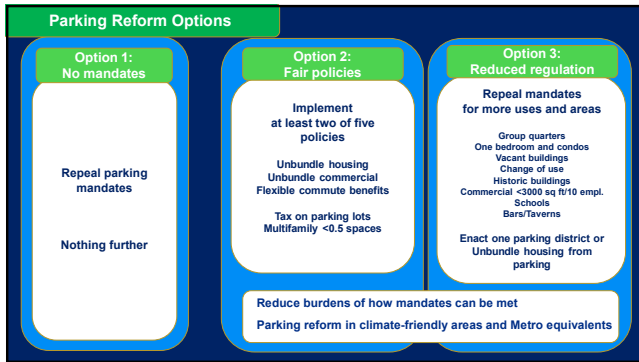 Parking Reform Options
Option 1:
No mandates
Repeal parking
mandates
Nothing further
Option 2:
Fair policies
Implement
at least two of five
policies
Unbundle housing
Unbundle commercial
Flexible commute benefits
Tax on parking lots
Multifamily <0.5 spaces
Option 3:
Reduced regulation
Repeal mandates
for more uses and areas
Group quarters
One bedroom and condos
Vacant buildings
Change of use
Historic buildings
Commercial <3000 sq ft/10 empl.
Schools
Bars/Taverns
Enact one parking district or
Unbundle housing from
parking
Reduce burdens of how mandates can be met
Parking reform in climate-friendly areas and Metro equivalents